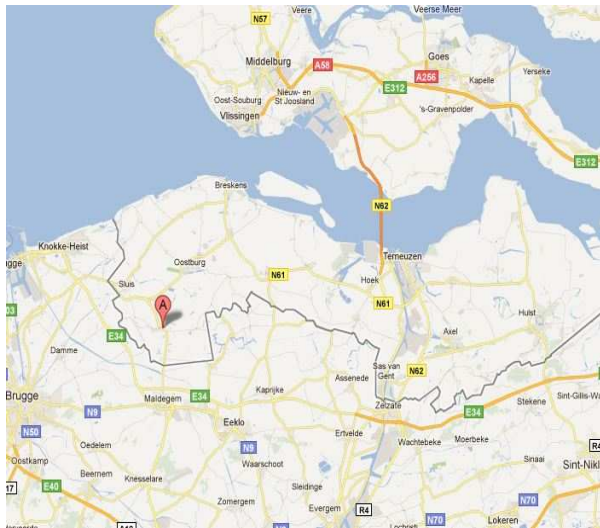 Veere
Veerse Meer
N57
Middelburg
A58
Goes
A256
Kapelle
Yerseke
Nieuw- en
St Joosland
E312
Oost-Souburg
's-Gravenpolder
Vlissingen
E312
Breskens
N62
Knokke-Heist
Oostburg
Terneuzen
Sluis
N61
Hoek
A
N61
Hulst
Axel
E34
Damme
Sas van
Gent
N62
Assenede
Kaprijke
E34
Brugge
Maldegem
Zelzate
Stekene
N9
Eeklo
E34
N50
Ertvelde
Wachtebeke
Moerbeke
Oedelem
N9
Oostkamp
Beernem
Knesselare
Waarschoot
Sinaai
Sint-Nikl
E40
Sleidinge
Zomergem
Evergem
R4
Lochristi
N70
N70
Lokeren